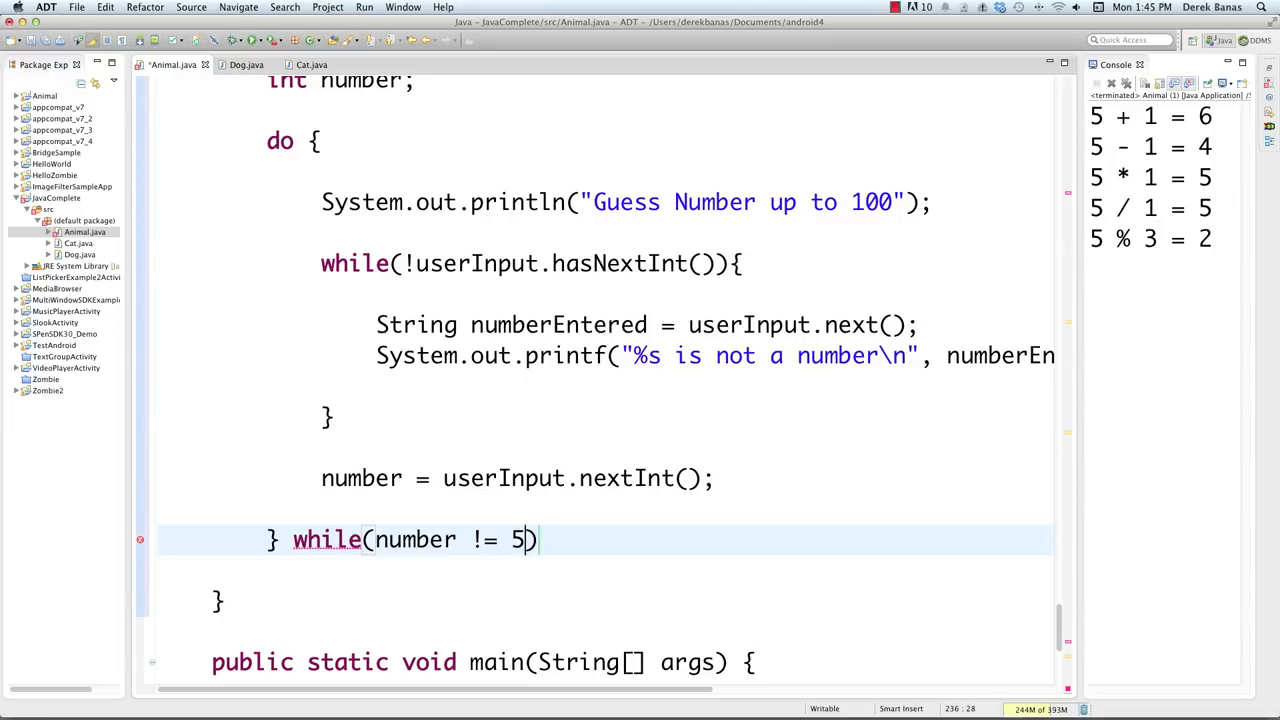 ADT File Edit Refactor Source Navigate Search Project Run Window Help
10 Mon 1:45 PM Derek Banas
Java – JavaComplete/src/Animal.java – ADT – /Users/derekbanas/Documents/android4
Quick Access Java DDMS
Package Exp
*Animal.java Dog.java Cat.java
Console
<terminated> Animal (1) [Java Application] /S
Animal
appcompat_v7
appcompat_v7_2
appcompat_v7_3
appcompat_v7_4
BridgeSample
HelloWorld
HelloZombie
ImageFilterSampleApp
JavaComplete
src
(default package)
Animal.java
Cat.java
Dog.java
JRE System Library [Ja
ListPickerExample2Activi
MediaBrowser
MultiWindowSDKExample
MusicPlayerActivity
SlookActivity
SPenSDK30_Demo
TestAndroid
TextGroupActivity
VideoPlayerActivity
Zombie
Zombie2
int number;
do {
System.out.println("Guess Number up to 100");
while(!userInput.hasNextInt()){
String numberEntered = userInput.next();
System.out.printf("%s is not a number\n", numberEn
}
number = userInput.nextInt();
} while(number != 5)
}
public static void main(String[] args) {
5 + 1 = 6
5 - 1 = 4
5 * 1 = 5
5 / 1 = 5
5 % 3 = 2
Writable Smart Insert 236 : 28 244M of 393M